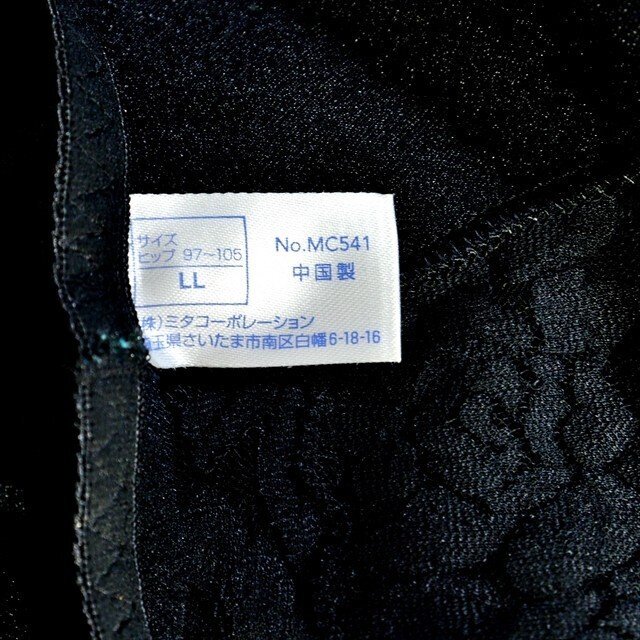 サイズ
ヒップ 97~105
LL
No.MC541
中国製
(株)ミタコーポレーション
埼玉県さいたま市南区白幡6-18-16